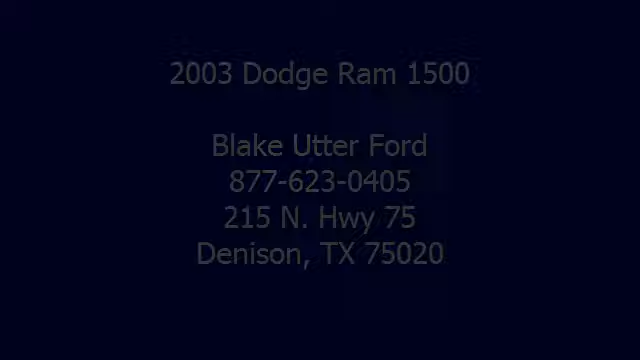 2003 Dodge Ram 1500
Blake Utter Ford
877-623-0405
215 N. Hwy 75
Denison, TX 75020